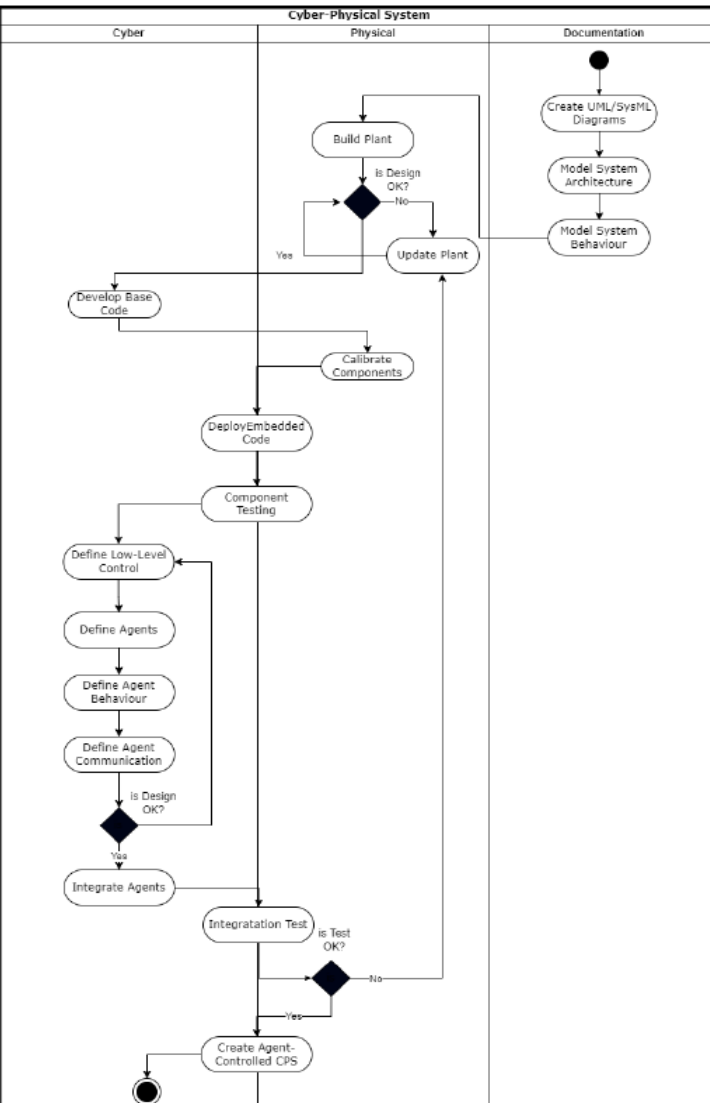 Cyber-Physical System
Cyber
Physical
Documentation
Create UML/SysML
Diagrams
Build Plant
is Design
OK?
Model System
Architecture
No
Model System
Behaviour
Yes
Update Plant
Develop Base
Code
Calibrate
Components
DeployEmbedded
Code
Component
Testing
Define Low-Level
Control
Define Agents
Define Agent
Behaviour
Define Agent
Communication
is Design
OK?
Yes
Integrate Agents
Integratation Test
is Test
OK?
No
Yes
Create Agent-
Controlled CPS